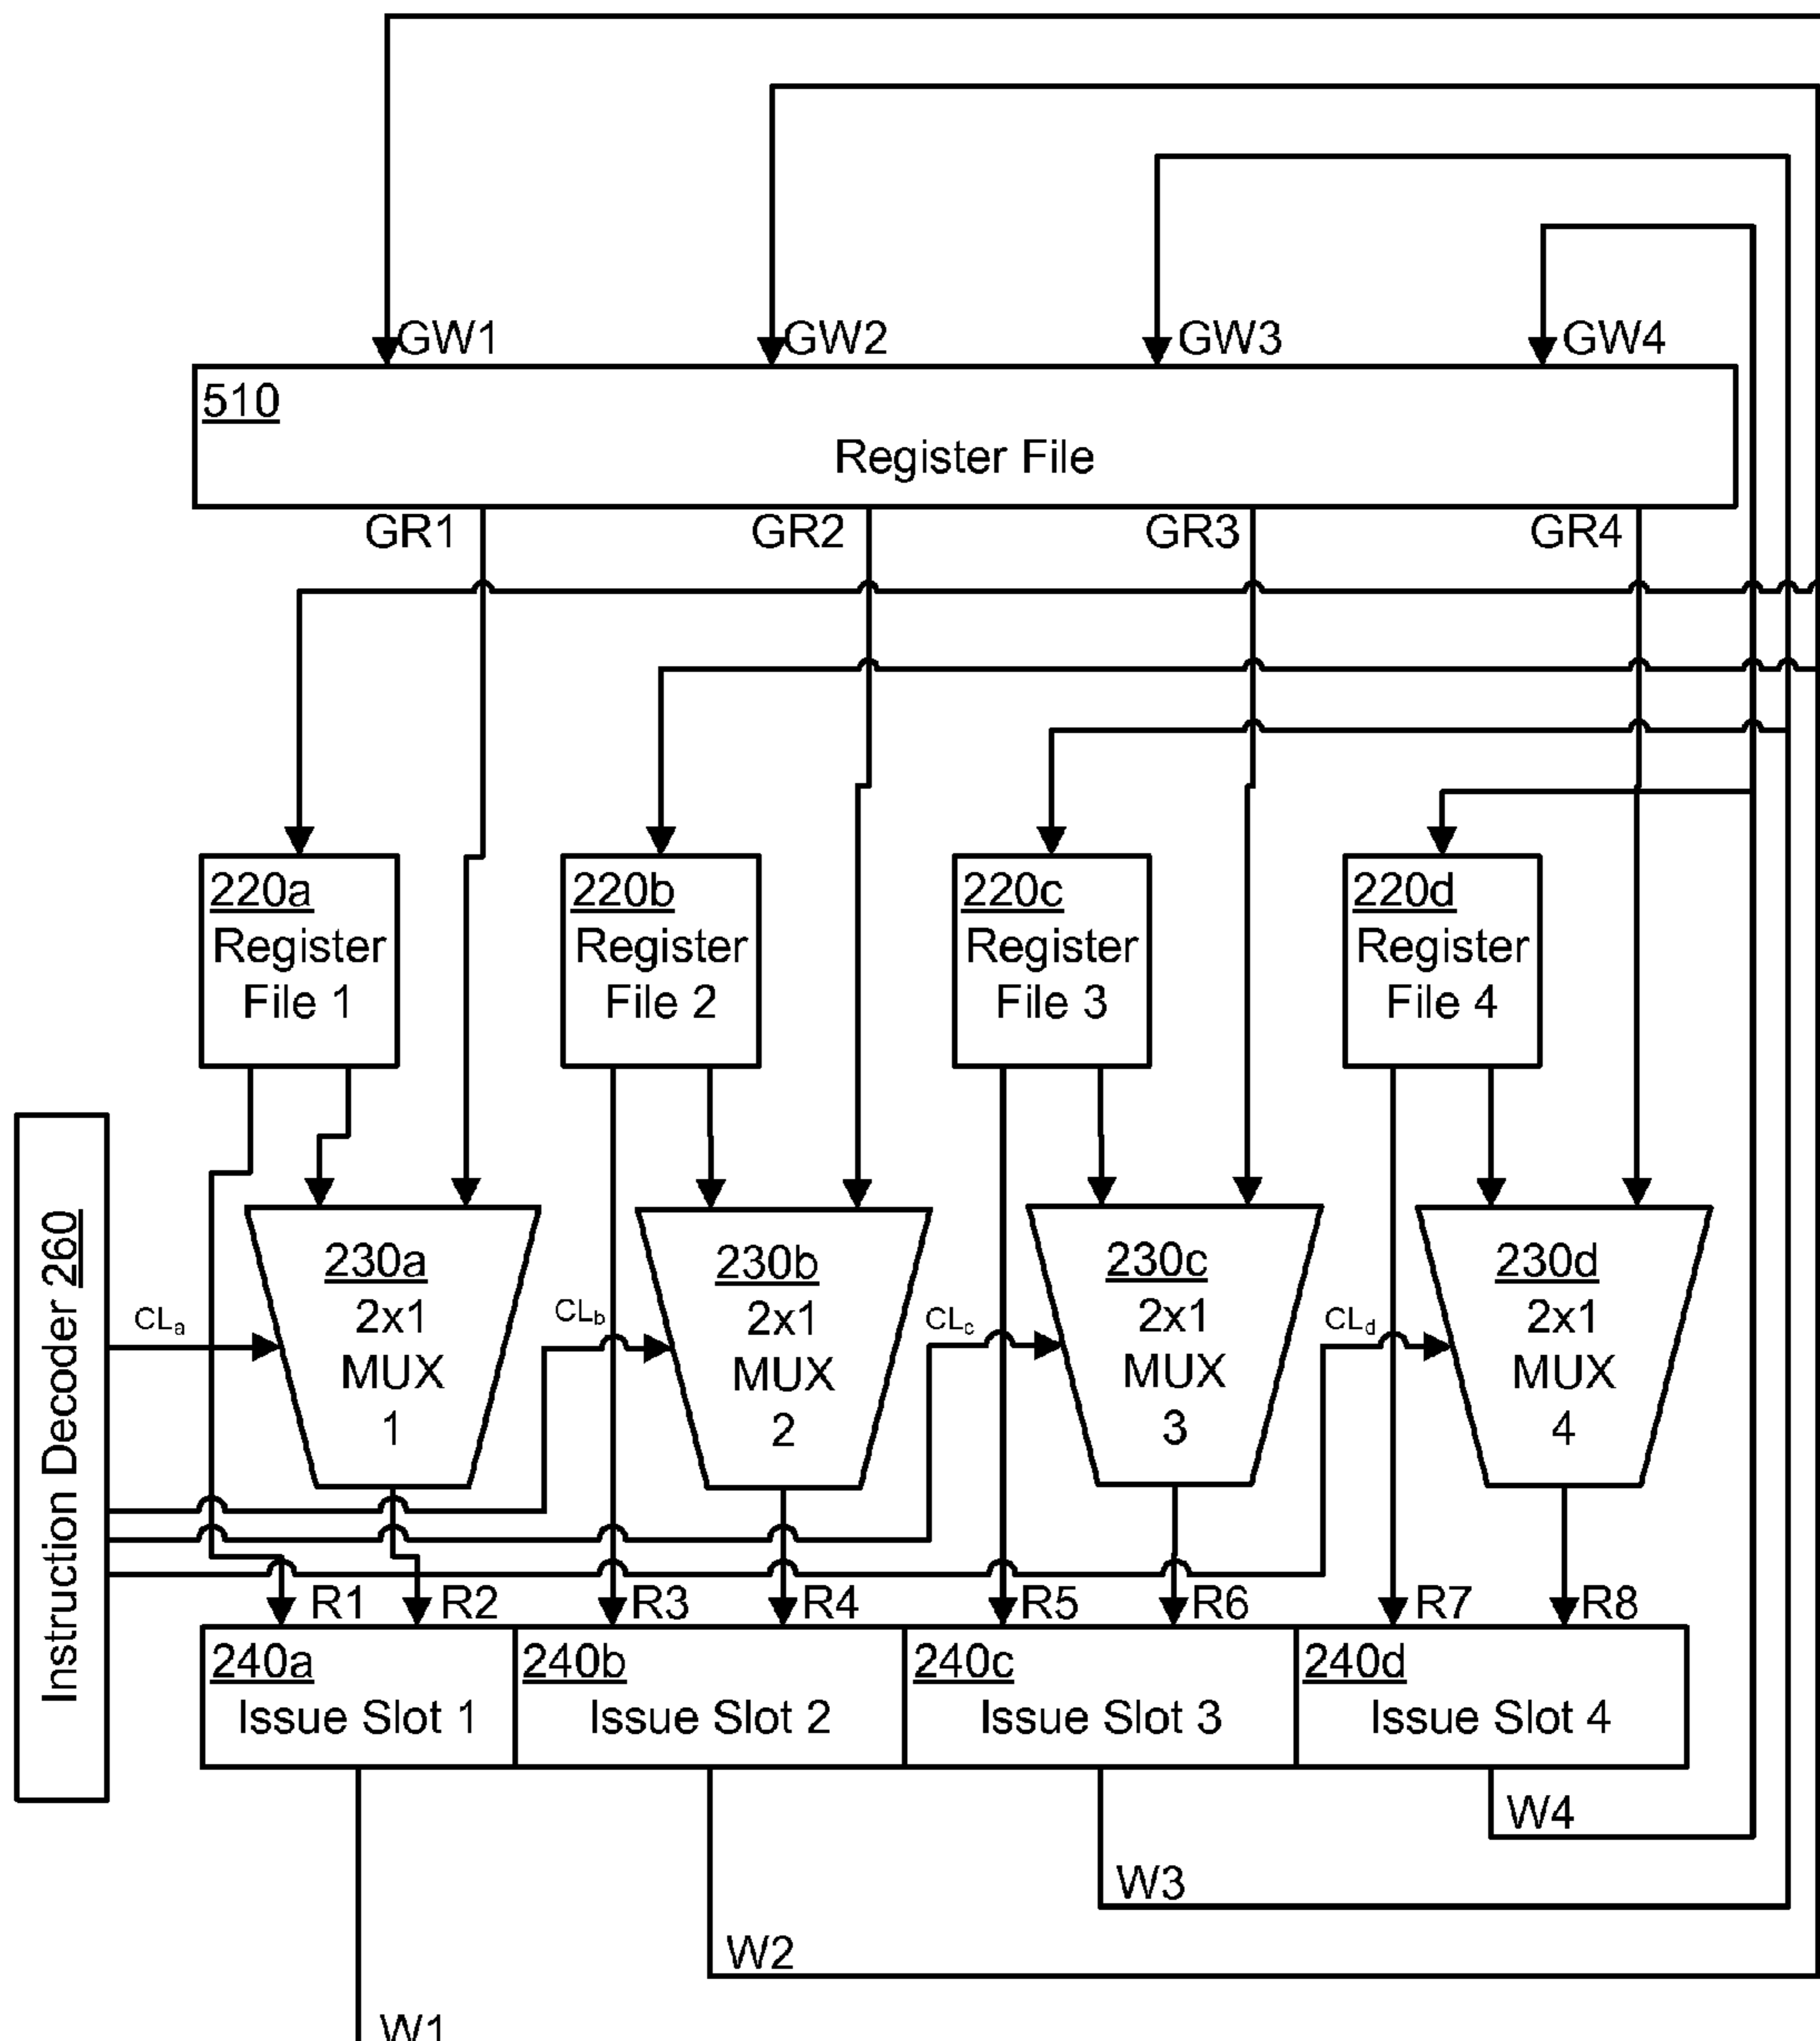 GW1 GW2 GW3 GW4
510
Register File
GR1 GR2 GR3 GR4
220a
Register
File 1
220b
Register
File 2
220c
Register
File 3
220d
Register
File 4
Instruction Decoder 260
CLa
230a
2x1
MUX
1
CLb
230b
2x1
MUX
2
CLc
230c
2x1
MUX
3
CLd
230d
2x1
MUX
4
R1 R2 R3 R4 R5 R6 R7 R8
240a
Issue Slot 1
240b
Issue Slot 2
240c
Issue Slot 3
240d
Issue Slot 4
W4
W3
W2
W1